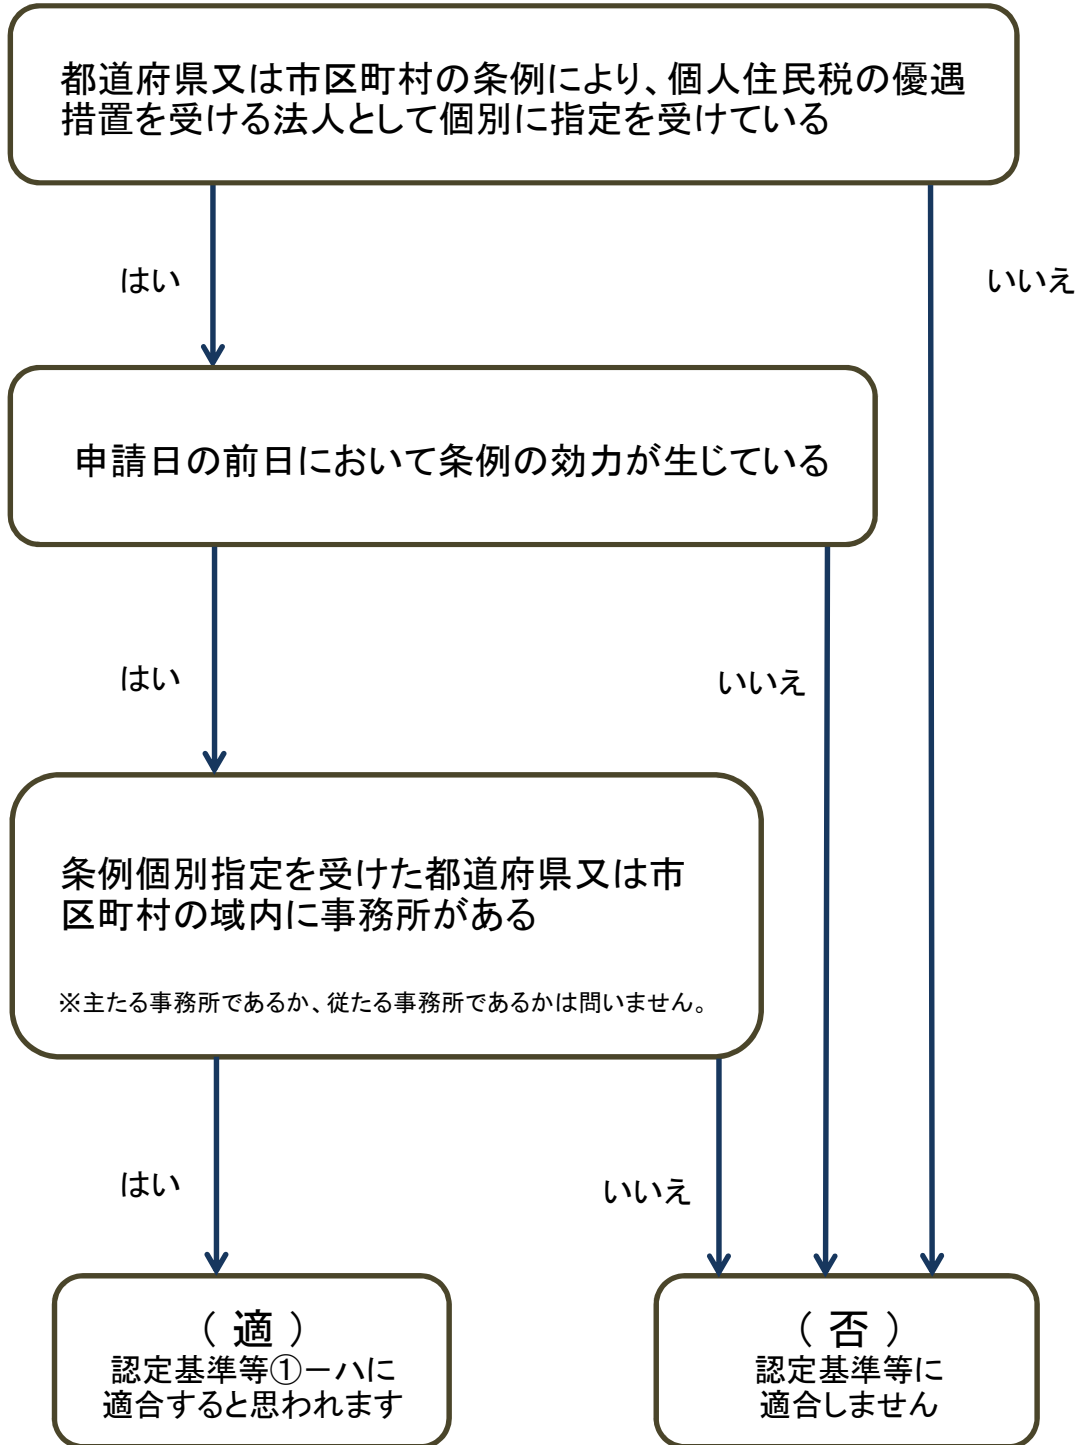 都道府県又は市区町村の条例により、個人住民税の優遇
措置を受ける法人として個別に指定を受けている
はい
いいえ
申請日の前日において条例の効力が生じている
はい
いいえ
条例個別指定を受けた都道府県又は市
区町村の域内に事務所がある
※主たる事務所であるか、従たる事務所であるかは問いません。
はい
いいえ
（ 適 ）
認定基準等①－ハに
適合すると思われます
（ 否 ）
認定基準等に
適合しません